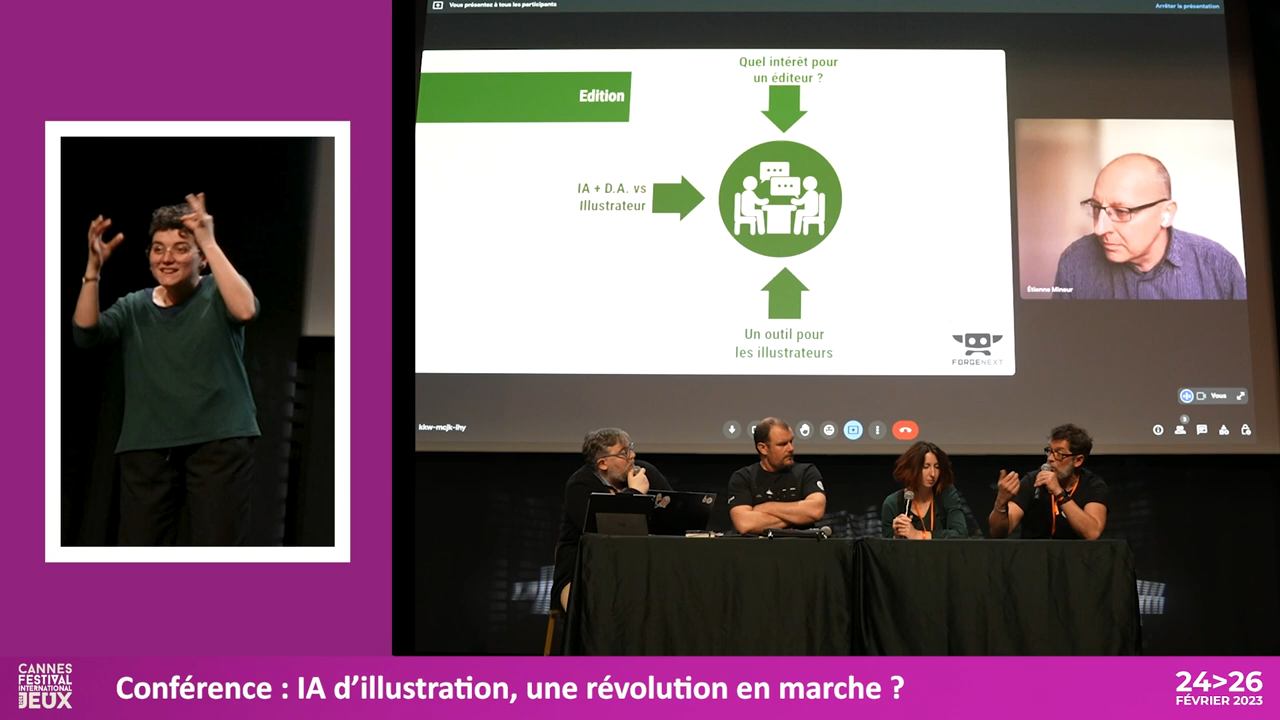 Vous présentez à tous les participants
Arrêter la présentation
Quel intérêt pour
un éditeur ?
Edition
IA + D.A. vs
Illustrateur
Un outil pour
les illustrateurs
FORGENEXT
Étienne Mineur
Vous
kkw-mcjk-ihy
CANNES
FESTIVAL
INTERNATIONAL
DES JEUX
Conférence : IA d'illustration, une révolution en marche ?
24>26
FÉVRIER 2023